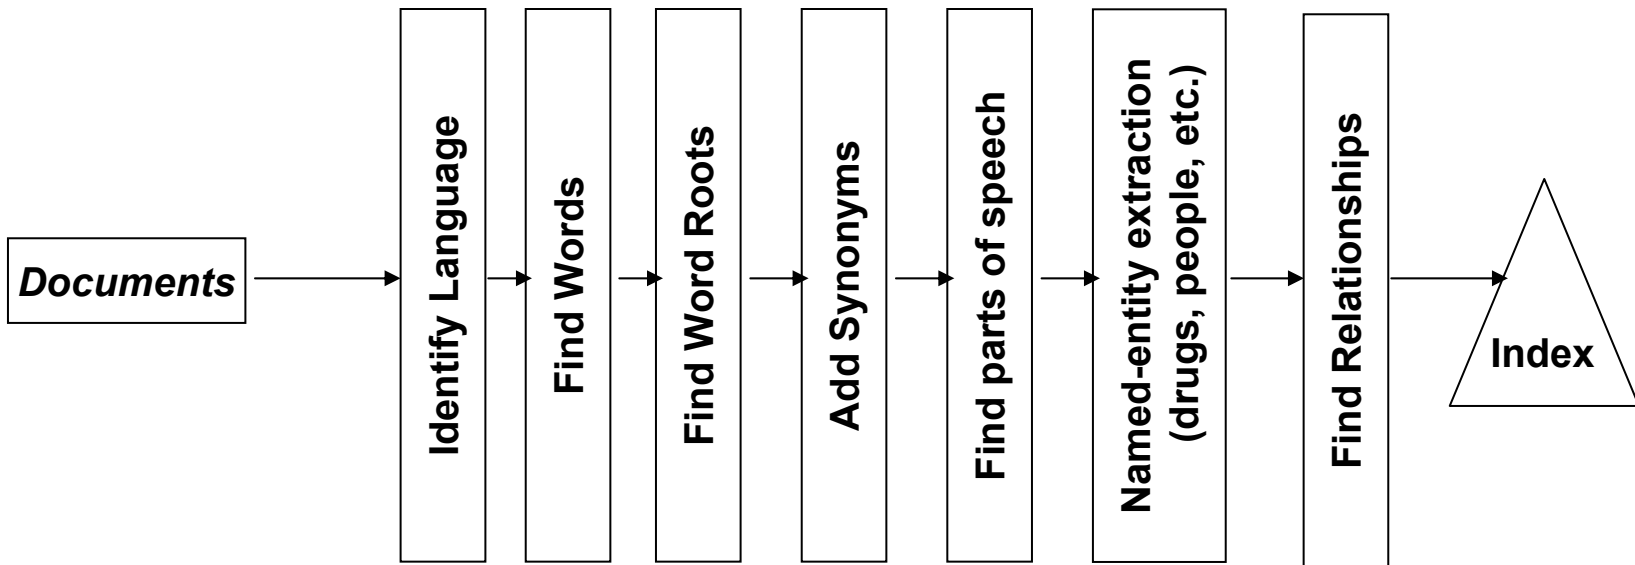 Documents
Identify Language
Find Words
Find Word Roots
Add Synonyms
Find parts of speech
Named-entity extraction
(drugs, people, etc.)
Find Relationships
Index